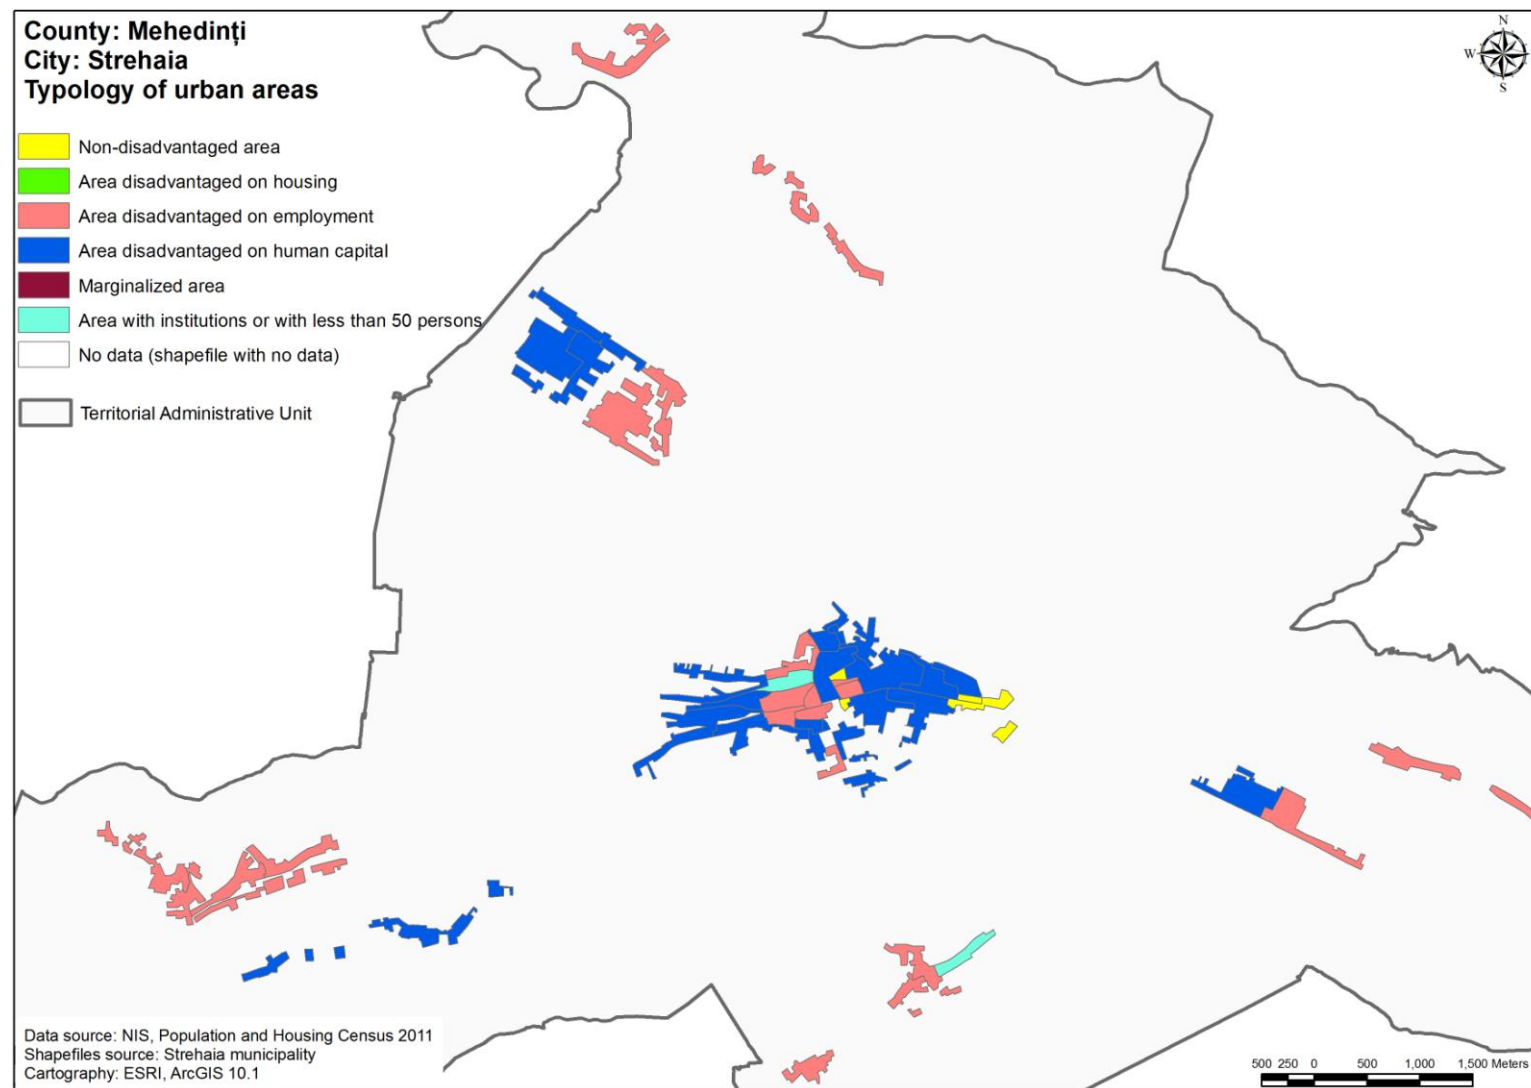 County: Mehedinți
City: Strehaia
Typology of urban areas
Non-disadvantaged area
Area disadvantaged on housing
Area disadvantaged on employment
Area disadvantaged on human capital
Marginalized area
Area with institutions or with less than 50 persons
No data (shapefile with no data)
Territorial Administrative Unit
N
W
S
Data source: NIS, Population and Housing Census 2011
Shapefiles source: Strehaia municipality
Cartography: ESRI, ArcGIS 10.1
500 250 0 500 1,000 1,500 Meters